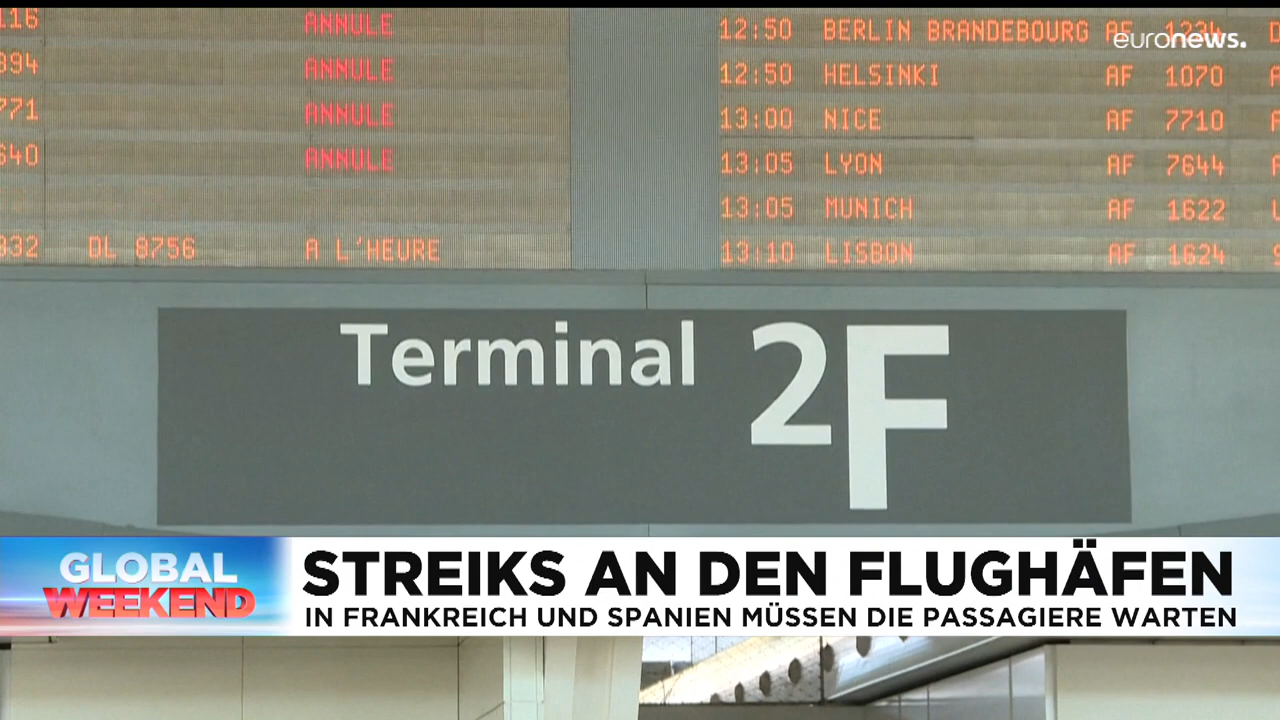 116 ANNULE
894 ANNULE
771 ANNULE
640 ANNULE
332 DL 8756 A L'HEURE
12:50 BERLIN BRANDEBOURG AF 1234
12:50 HELSINKI AF 1070
13:00 NICE AF 7710
13:05 LYON AF 7644
13:05 MUNICH AF 1622
13:10 LISBON AF 1624
euronews.
Terminal 2F
GLOBAL
WEEKEND
STREIKS AN DEN FLUGHÄFEN
IN FRANKREICH UND SPANIEN MÜSSEN DIE PASSAGIERE WARTEN